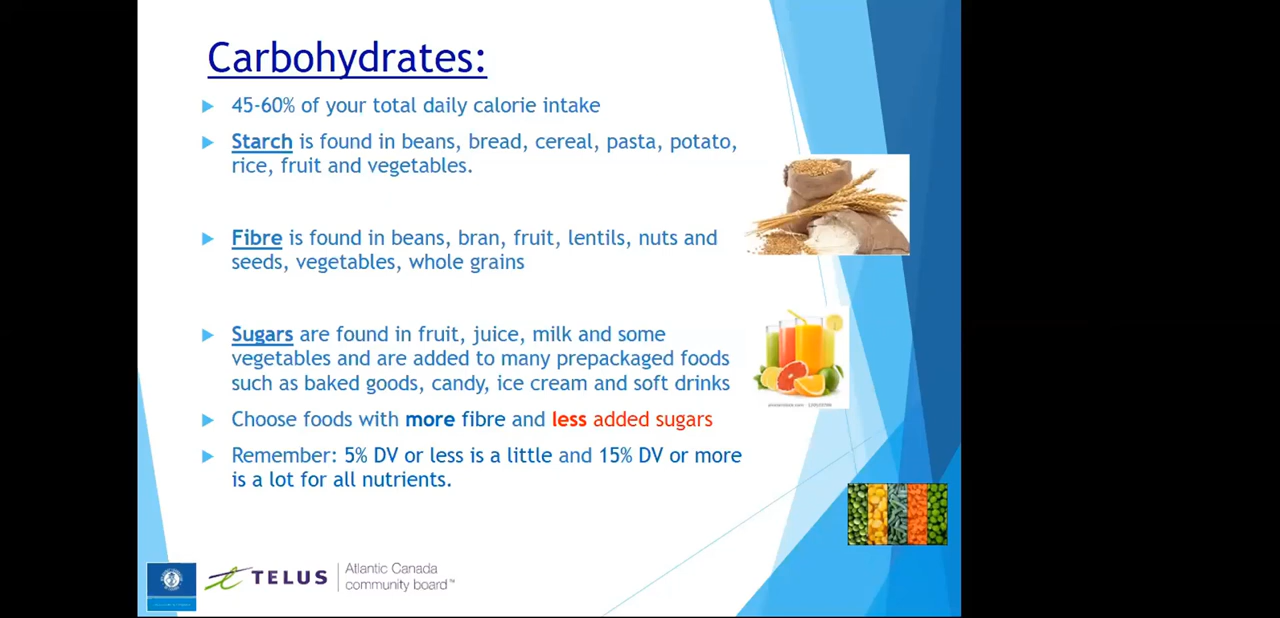 Carbohydrates:
45-60% of your total daily calorie intake
Starch is found in beans, bread, cereal, pasta, potato,
rice, fruit and vegetables.
Fibre is found in beans, bran, fruit, lentils, nuts and
seeds, vegetables, whole grains
Sugars are found in fruit, juice, milk and some
vegetables and are added to many prepackaged foods
such as baked goods, candy, ice cream and soft drinks
Choose foods with more fibre and less added sugars
Remember: 5% DV or less is a little and 15% DV or more
is a lot for all nutrients.
TELUS
Atlantic Canada
community board™